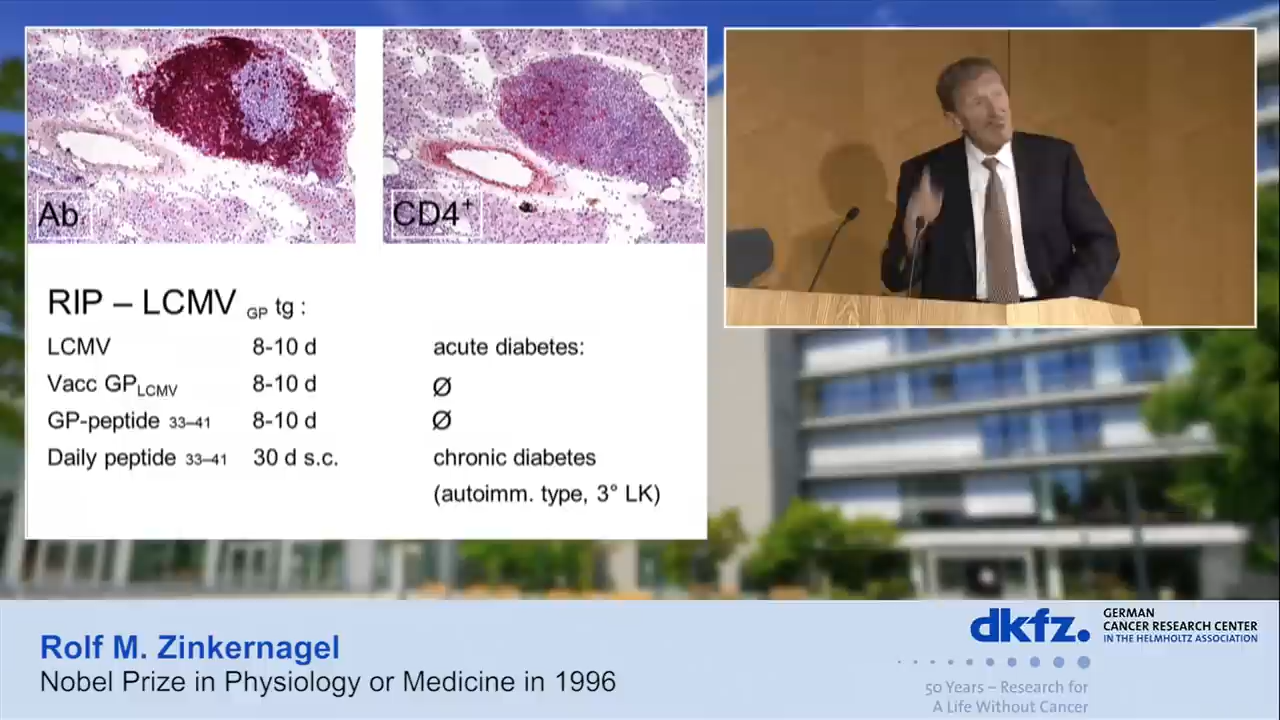 Ab
CD4⁺
RIP – LCMV GP tg :
LCMV 8-10 d acute diabetes:
Vacc GPLCMV 8-10 d Ø
GP-peptide 33–41 8-10 d Ø
Daily peptide 33–41 30 d s.c. chronic diabetes
(autoimm. type, 3° LK)
Rolf M. Zinkernagel
Nobel Prize in Physiology or Medicine in 1996
dkfz.
GERMAN
CANCER RESEARCH CENTER
IN THE HELMHOLTZ ASSOCIATION
50 Years – Research for
A Life Without Cancer